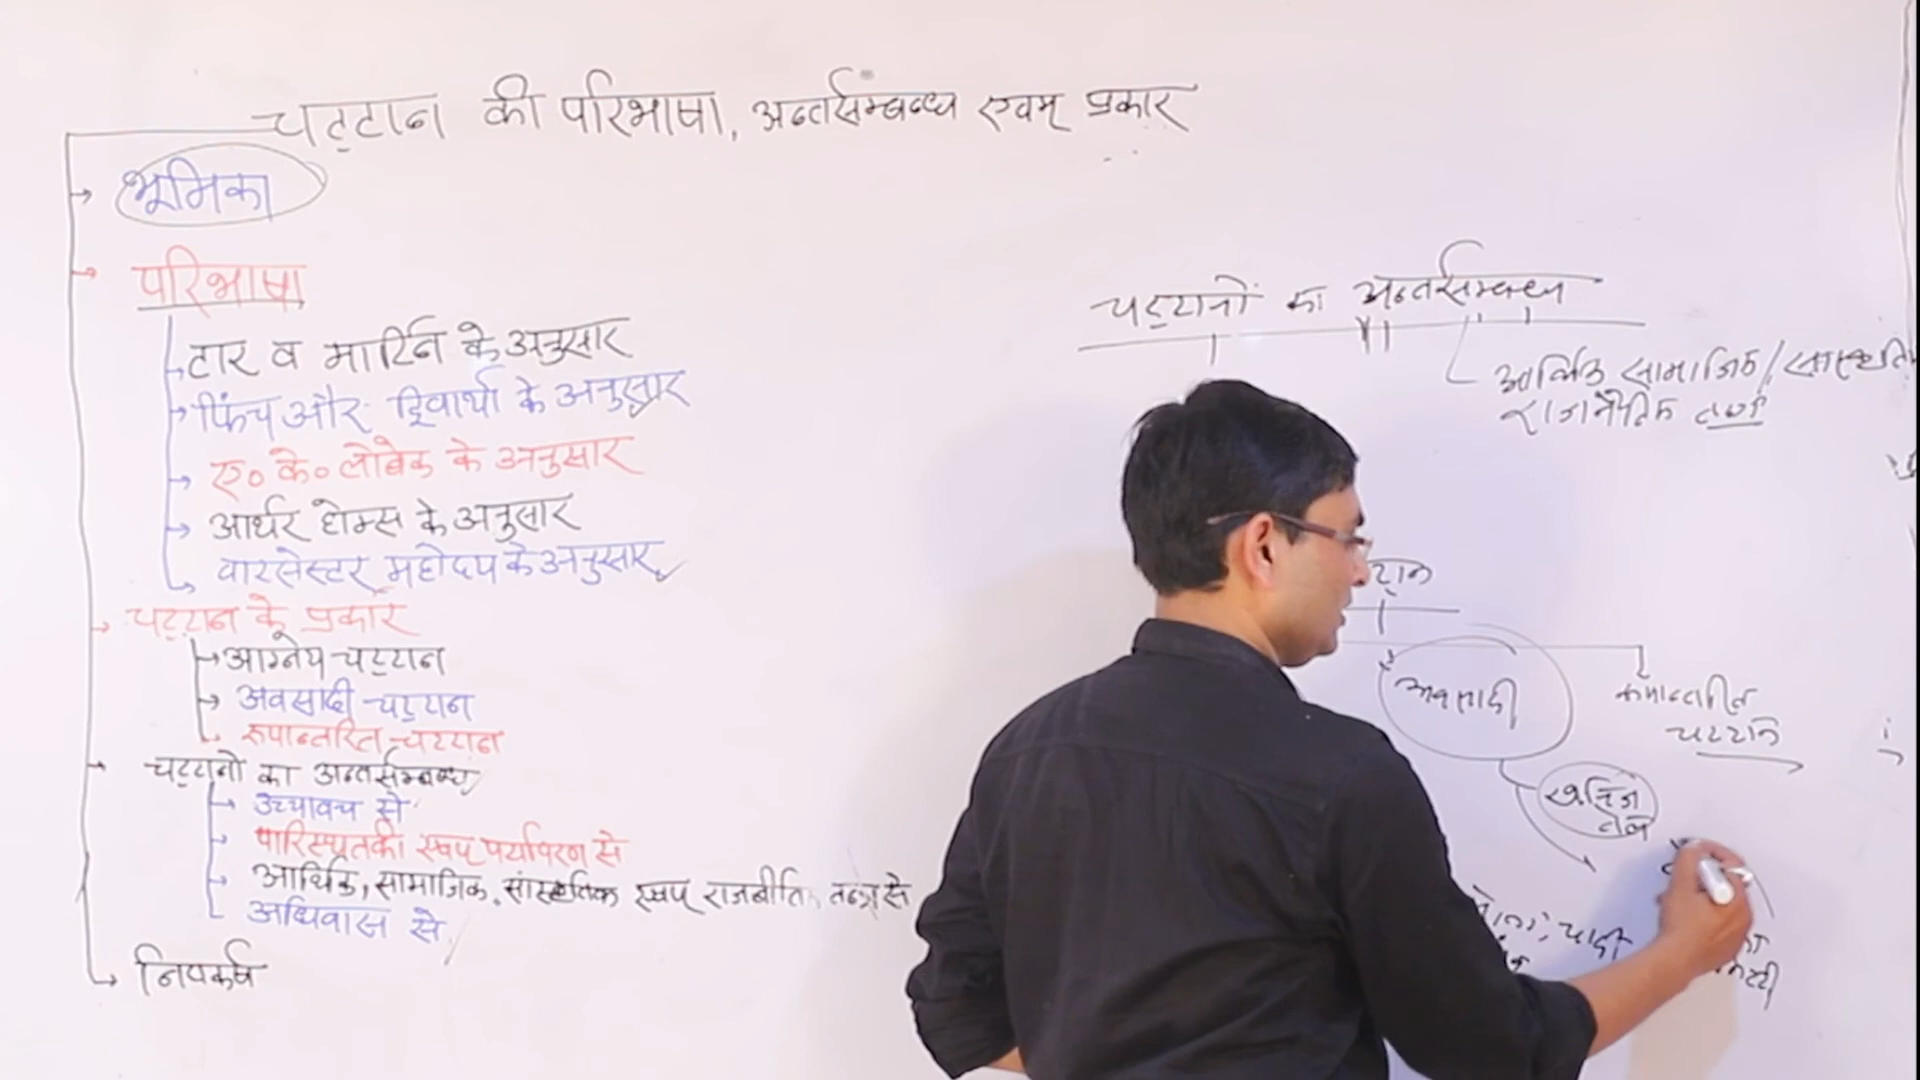 चट्टान की परिभाषा, अन्तर्सम्बन्ध एवम् प्रकार
भूमिका
परिभाषा
टार व मार्टिन के अनुसार
फिंच और ट्रिवार्था के अनुसार
ए० के० लोबेक के अनुसार
आर्थर होम्स के अनुसार
वारसेस्टर महोदय के अनुसार
चट्टान के प्रकार
आग्नेय चट्टान
अवसादी चट्टान
रूपान्तरित चट्टान
चट्टानो का अन्तर्सम्बन्ध
उच्चावच से
पारिस्थतकी एवम् पर्यावरण से
आर्थिक, सामाजिक, सांस्कृतिक एवम् राजनीति तन्त्र से
अधिवास से
निष्कर्ष
चट्टानों का अन्तर्सम्बन्ध
आर्थिक सामाजिक/सांस्कृति
राजनैतिक तन्त्र
अवसादी
रूपान्तरित
चट्टान
खनिज
तेल
चादी